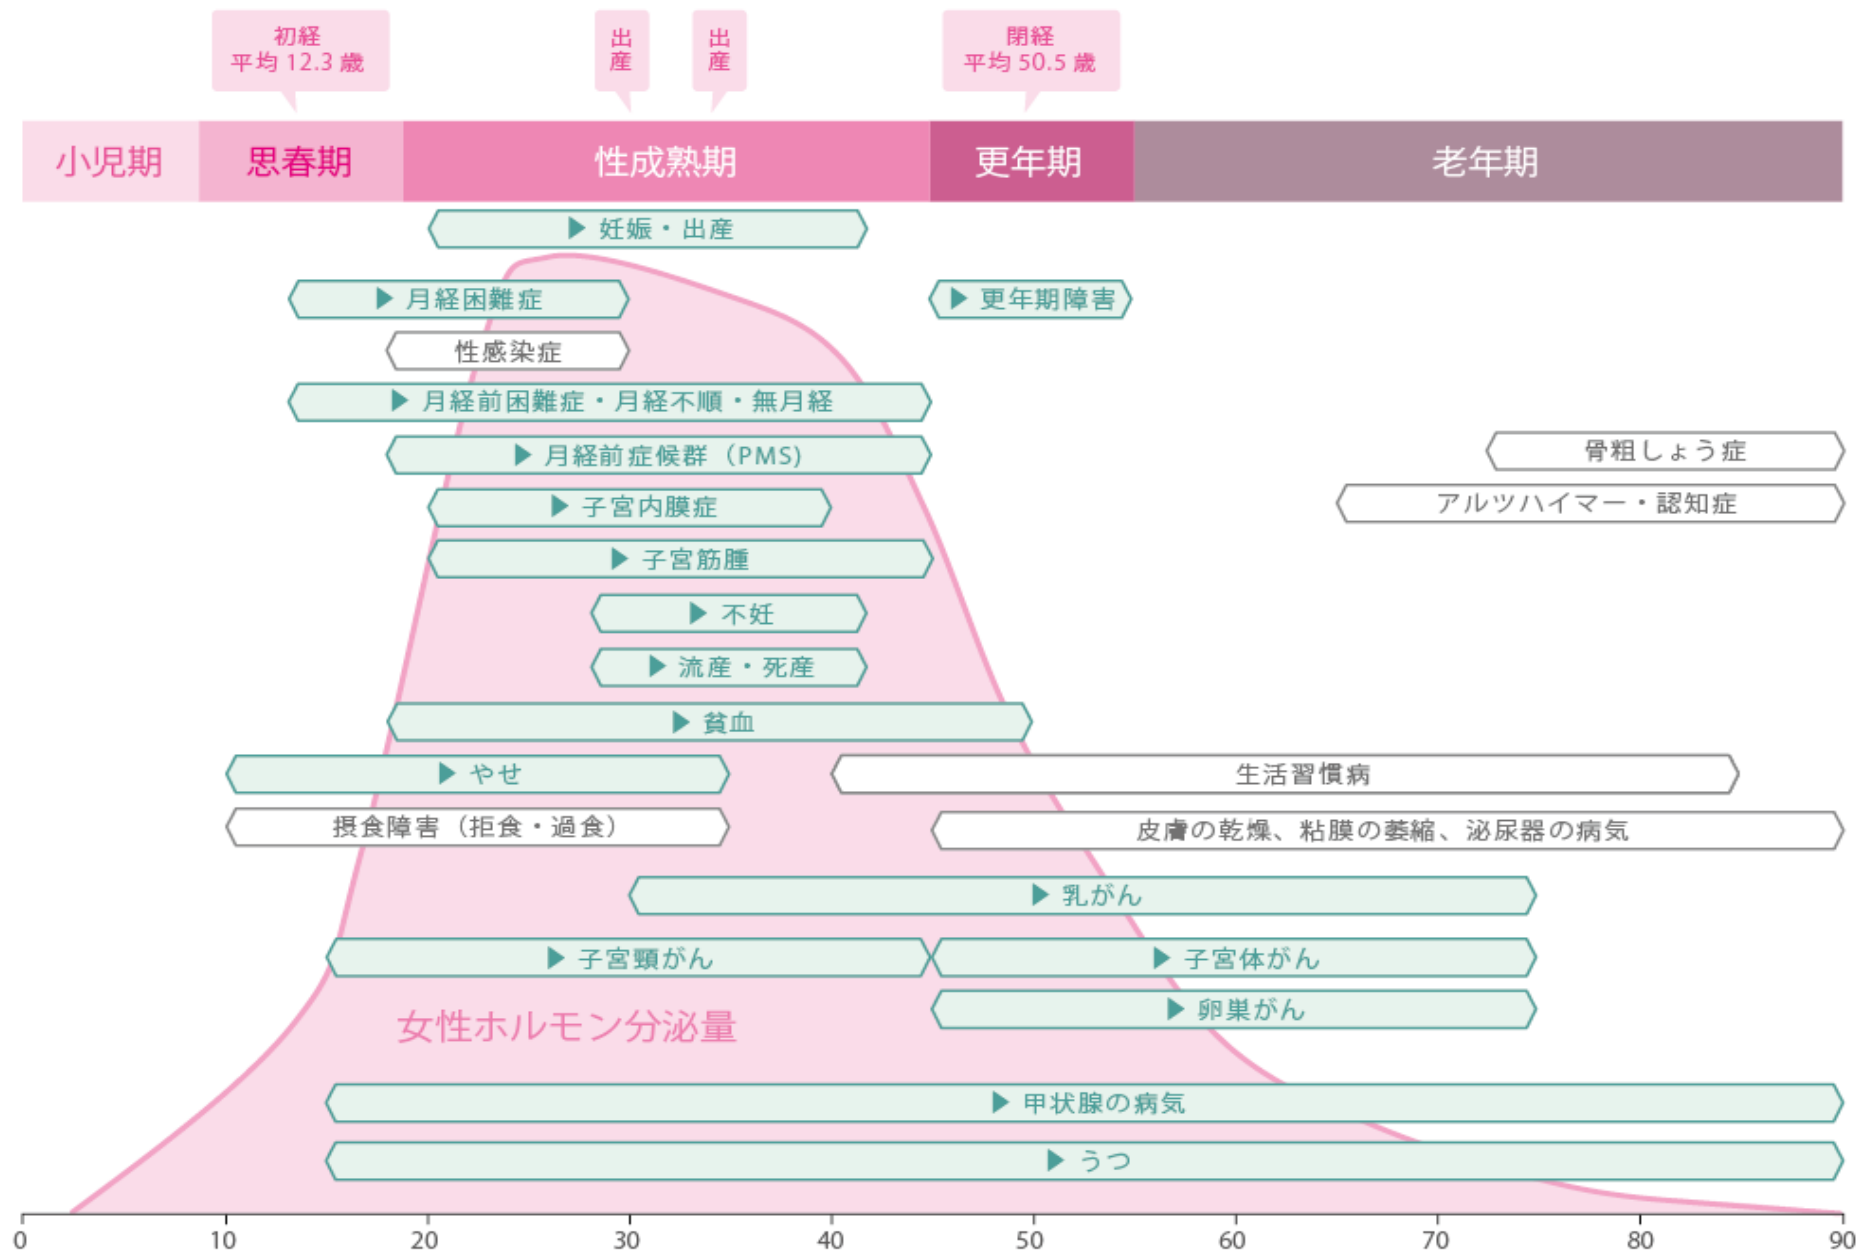 初経
平均 12.3 歳
出産
出産
閉経
平均 50.5 歳
小児期
思春期
性成熟期
更年期
老年期
▶ 妊娠・出産
▶ 月経困難症
▶ 更年期障害
性感染症
▶ 月経前困難症・月経不順・無月経
▶ 月経前症候群（PMS)
骨粗しょう症
アルツハイマー・認知症
▶ 子宮内膜症
▶ 子宮筋腫
▶ 不妊
▶ 流産・死産
▶ 貧血
▶ やせ
生活習慣病
摂食障害（拒食・過食）
皮膚の乾燥、粘膜の萎縮、泌尿器の病気
▶ 乳がん
▶ 子宮頸がん
▶ 子宮体がん
▶ 卵巣がん
女性ホルモン分泌量
▶ 甲状腺の病気
▶ うつ
0 10 20 30 40 50 60 70 80 90